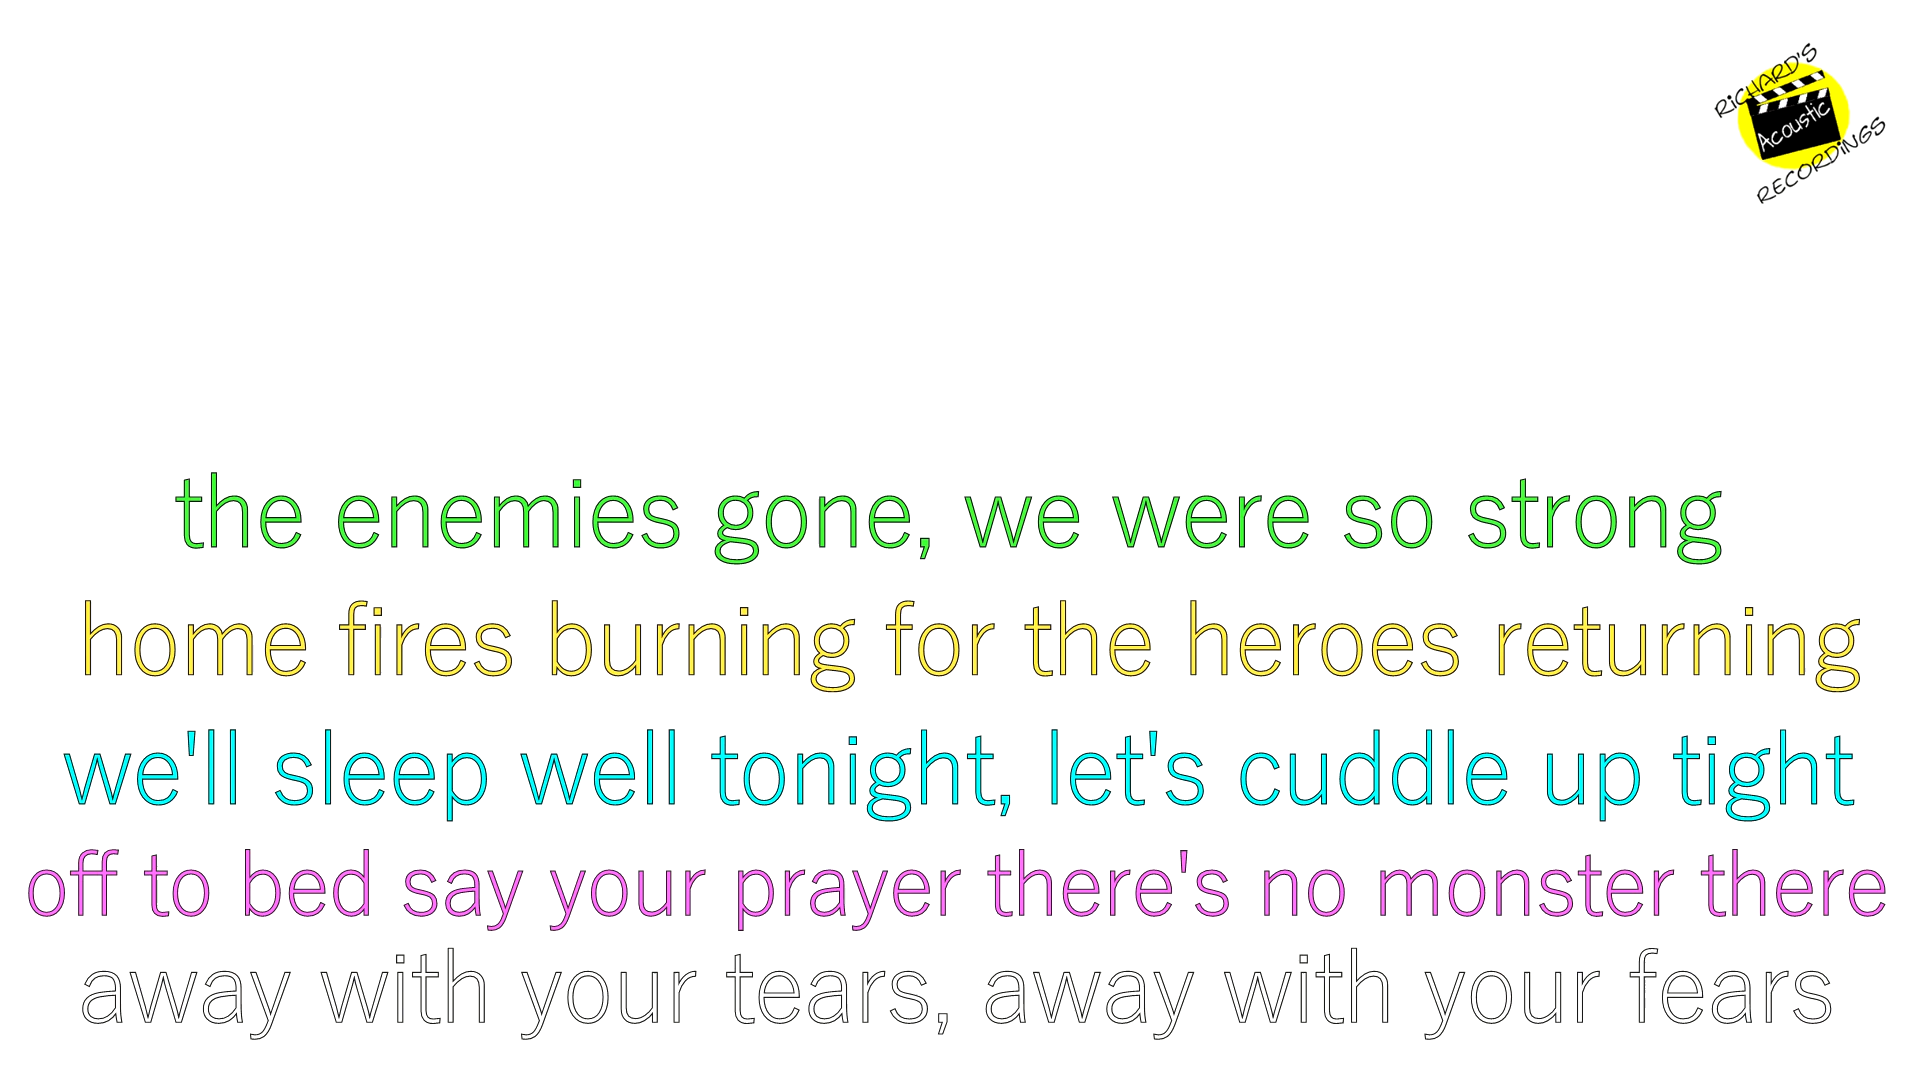 RiCHARD'S
Acoustic
RECORDiNGS
the enemies gone, we were so strong
home fires burning for the heroes returning
we'll sleep well tonight, let's cuddle up tight
off to bed say your prayer there's no monster there
away with your tears, away with your fears